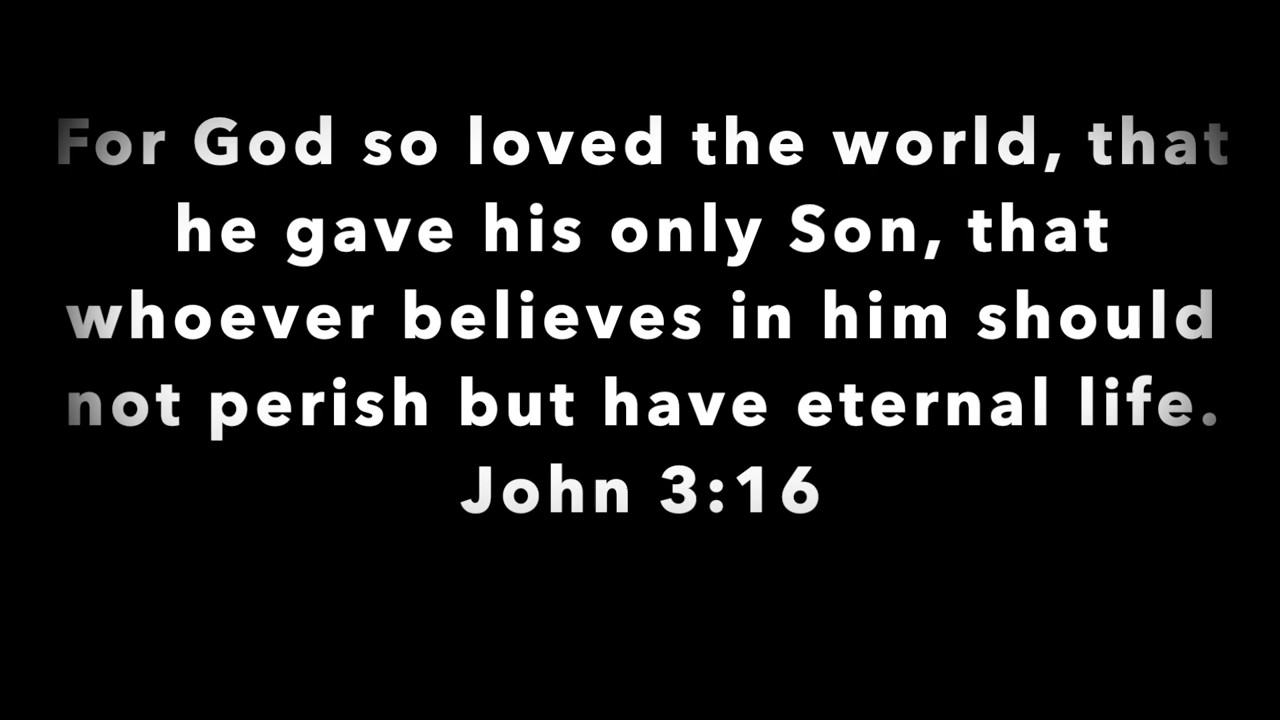 For God so loved the world, that
he gave his only Son, that
whoever believes in him should
not perish but have eternal life.
John 3:16